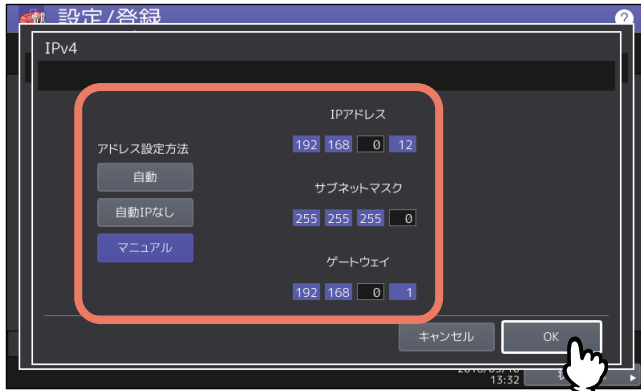 設定/登録
?
IPv4
IPアドレス
アドレス設定方法
192 168 0 12
自動
サブネットマスク
自動IPなし
255 255 255 0
マニュアル
ゲートウェイ
192 168 0 1
キャンセル
OK
13:32